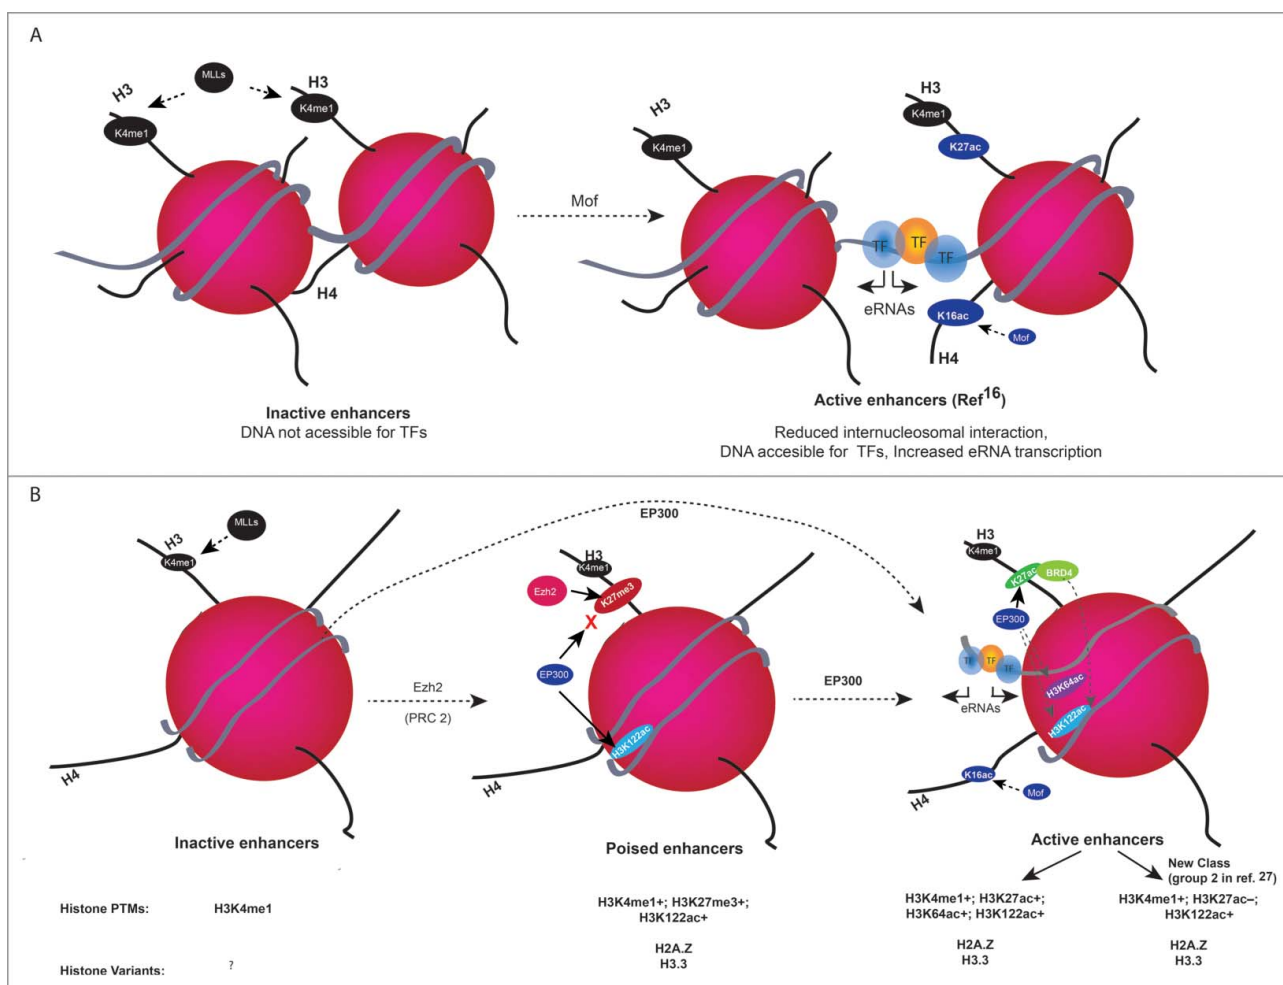 A
MLLs
H3
H3
K4me1
K4me1
H4
Mof
H3
K4me1
H3
K4me1
K27ac
TF
TF
TF
eRNAs
K16ac
Mof
H4
Inactive enhancers
DNA not acessible for TFs
Active enhancers (Ref16)
Reduced internucleosomal interaction,
DNA accesible for TFs, Increased eRNA transcription
B
MLLs
H3
K4me1
H4
Inactive enhancers
EP300
Ezh2
(PRC 2)
H3
K4me1
Ezh2
K27me3
X
EP300
H3K122ac
H4
Poised enhancers
EP300
H3
K4me1
K27ac
BRD4
EP300
TF
TF
TF
eRNAs
H3K64ac
H3K122ac
K16ac
Mof
H4
Active enhancers
New Class
(group 2 in ref. 27)
Histone PTMs:
H3K4me1
H3K4me1+; H3K27me3+;
H3K122ac+
H3K4me1+; H3K27ac+;
H3K64ac+; H3K122ac+
H3K4me1+; H3K27ac–;
H3K122ac+
Histone Variants:
?
H2A.Z
H3.3
H2A.Z
H3.3
H2A.Z
H3.3